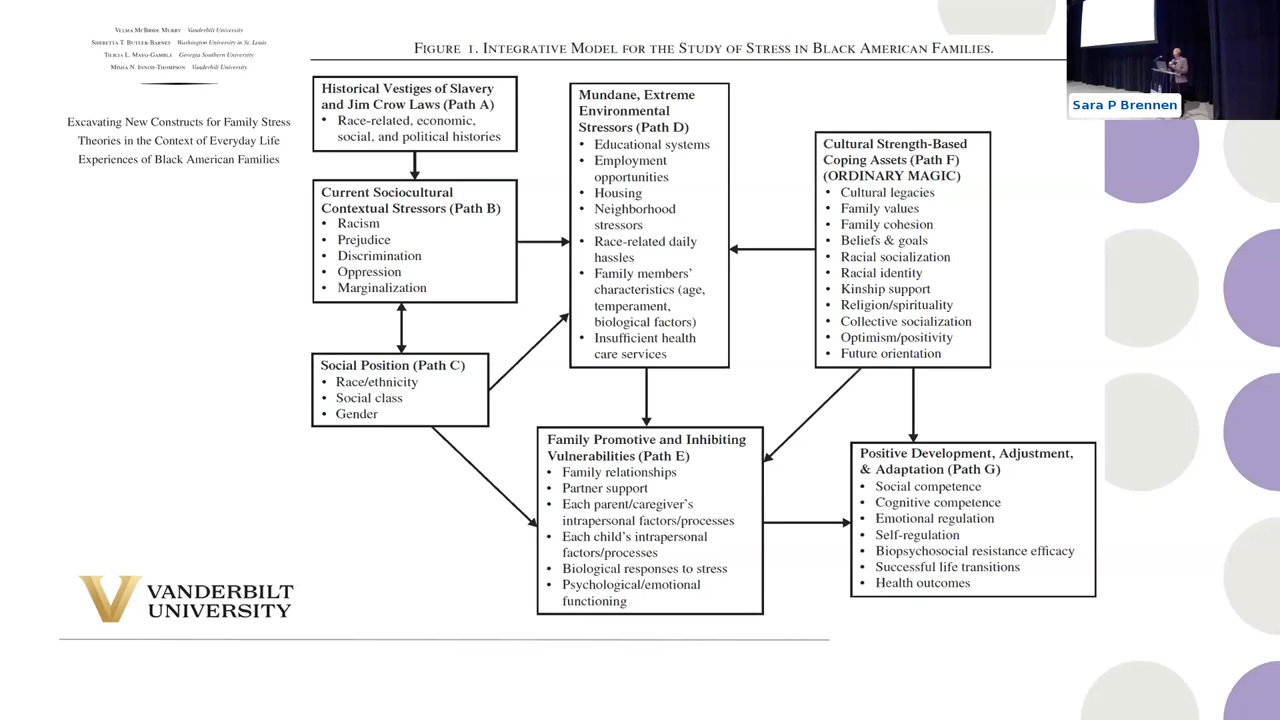 VELMA MCBRIDE MURRY Vanderbilt University
SHERETTA T. BUTLER-BARNES Washington University in St. Louis
TILICIA L. MAYO-GAMBLE Georgia Southern University
MISHA N. INNISS-THOMPSON Vanderbilt University
Excavating New Constructs for Family Stress
Theories in the Context of Everyday Life
Experiences of Black American Families
FIGURE 1. INTEGRATIVE MODEL FOR THE STUDY OF STRESS IN BLACK AMERICAN FAMILIES.
Historical Vestiges of Slavery
and Jim Crow Laws (Path A)
• Race-related, economic,
social, and political histories
Current Sociocultural
Contextual Stressors (Path B)
• Racism
• Prejudice
• Discrimination
• Oppression
• Marginalization
Social Position (Path C)
• Race/ethnicity
• Social class
• Gender
Mundane, Extreme
Environmental
Stressors (Path D)
• Educational systems
• Employment
opportunities
• Housing
• Neighborhood
stressors
• Race-related daily
hassles
• Family members'
characteristics (age,
temperament,
biological factors)
• Insufficient health
care services
Cultural Strength-Based
Coping Assets (Path F)
(ORDINARY MAGIC)
• Cultural legacies
• Family values
• Family cohesion
• Beliefs & goals
• Racial socialization
• Racial identity
• Kinship support
• Religion/spirituality
• Collective socialization
• Optimism/positivity
• Future orientation
Family Promotive and Inhibiting
Vulnerabilities (Path E)
• Family relationships
• Partner support
• Each parent/caregiver's
intrapersonal factors/processes
• Each child's intrapersonal
factors/processes
• Biological responses to stress
• Psychological/emotional
functioning
Positive Development, Adjustment,
& Adaptation (Path G)
• Social competence
• Cognitive competence
• Emotional regulation
• Self-regulation
• Biopsychosocial resistance efficacy
• Successful life transitions
• Health outcomes
VANDERBILT
UNIVERSITY
Sara P Brennen